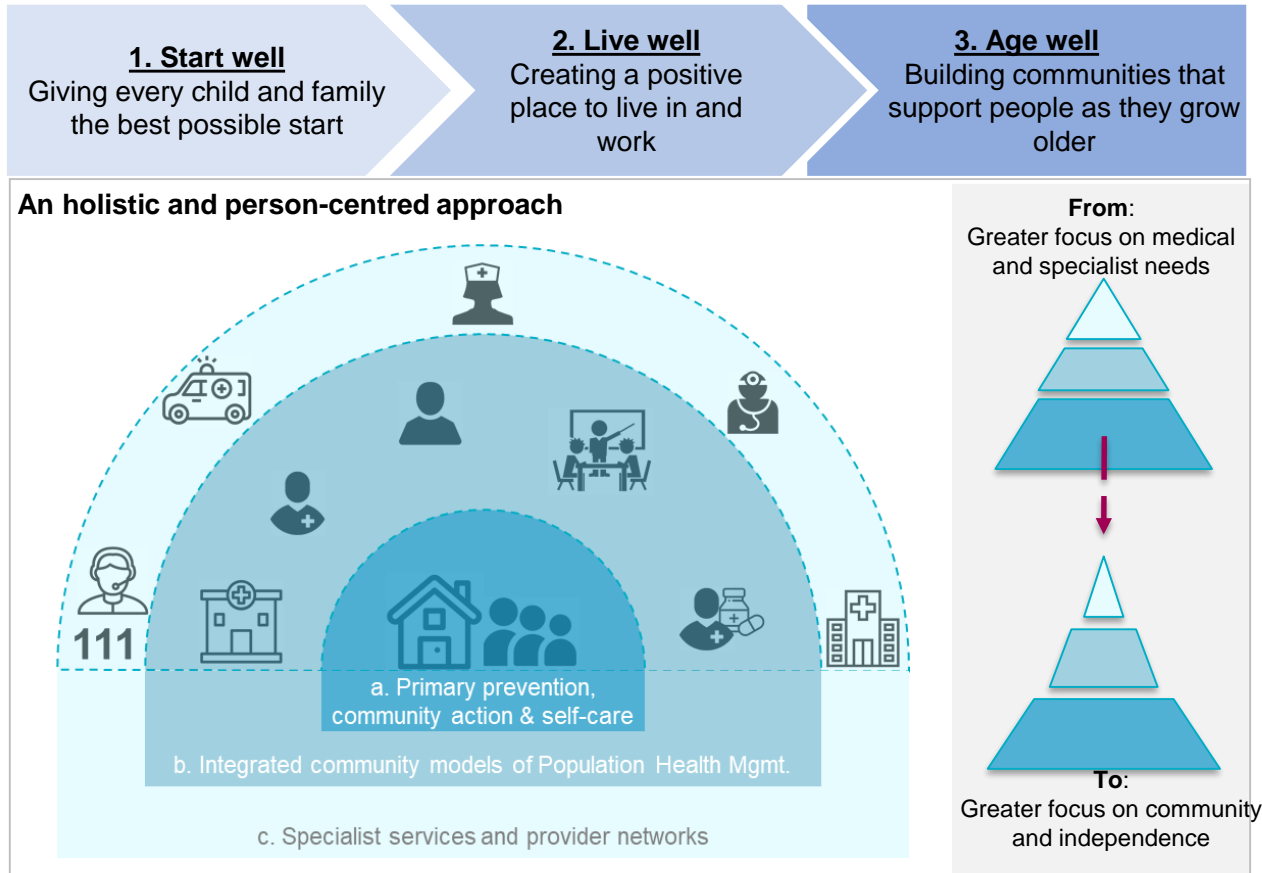 1. Start well
Giving every child and family
the best possible start
2. Live well
Creating a positive
place to live in and
work
3. Age well
Building communities that
support people as they grow
older
An holistic and person-centred approach
111
a. Primary prevention,
community action & self-care
b. Integrated community models of Population Health Mgmt.
c. Specialist services and provider networks
From:
Greater focus on medical
and specialist needs
To:
Greater focus on community
and independence